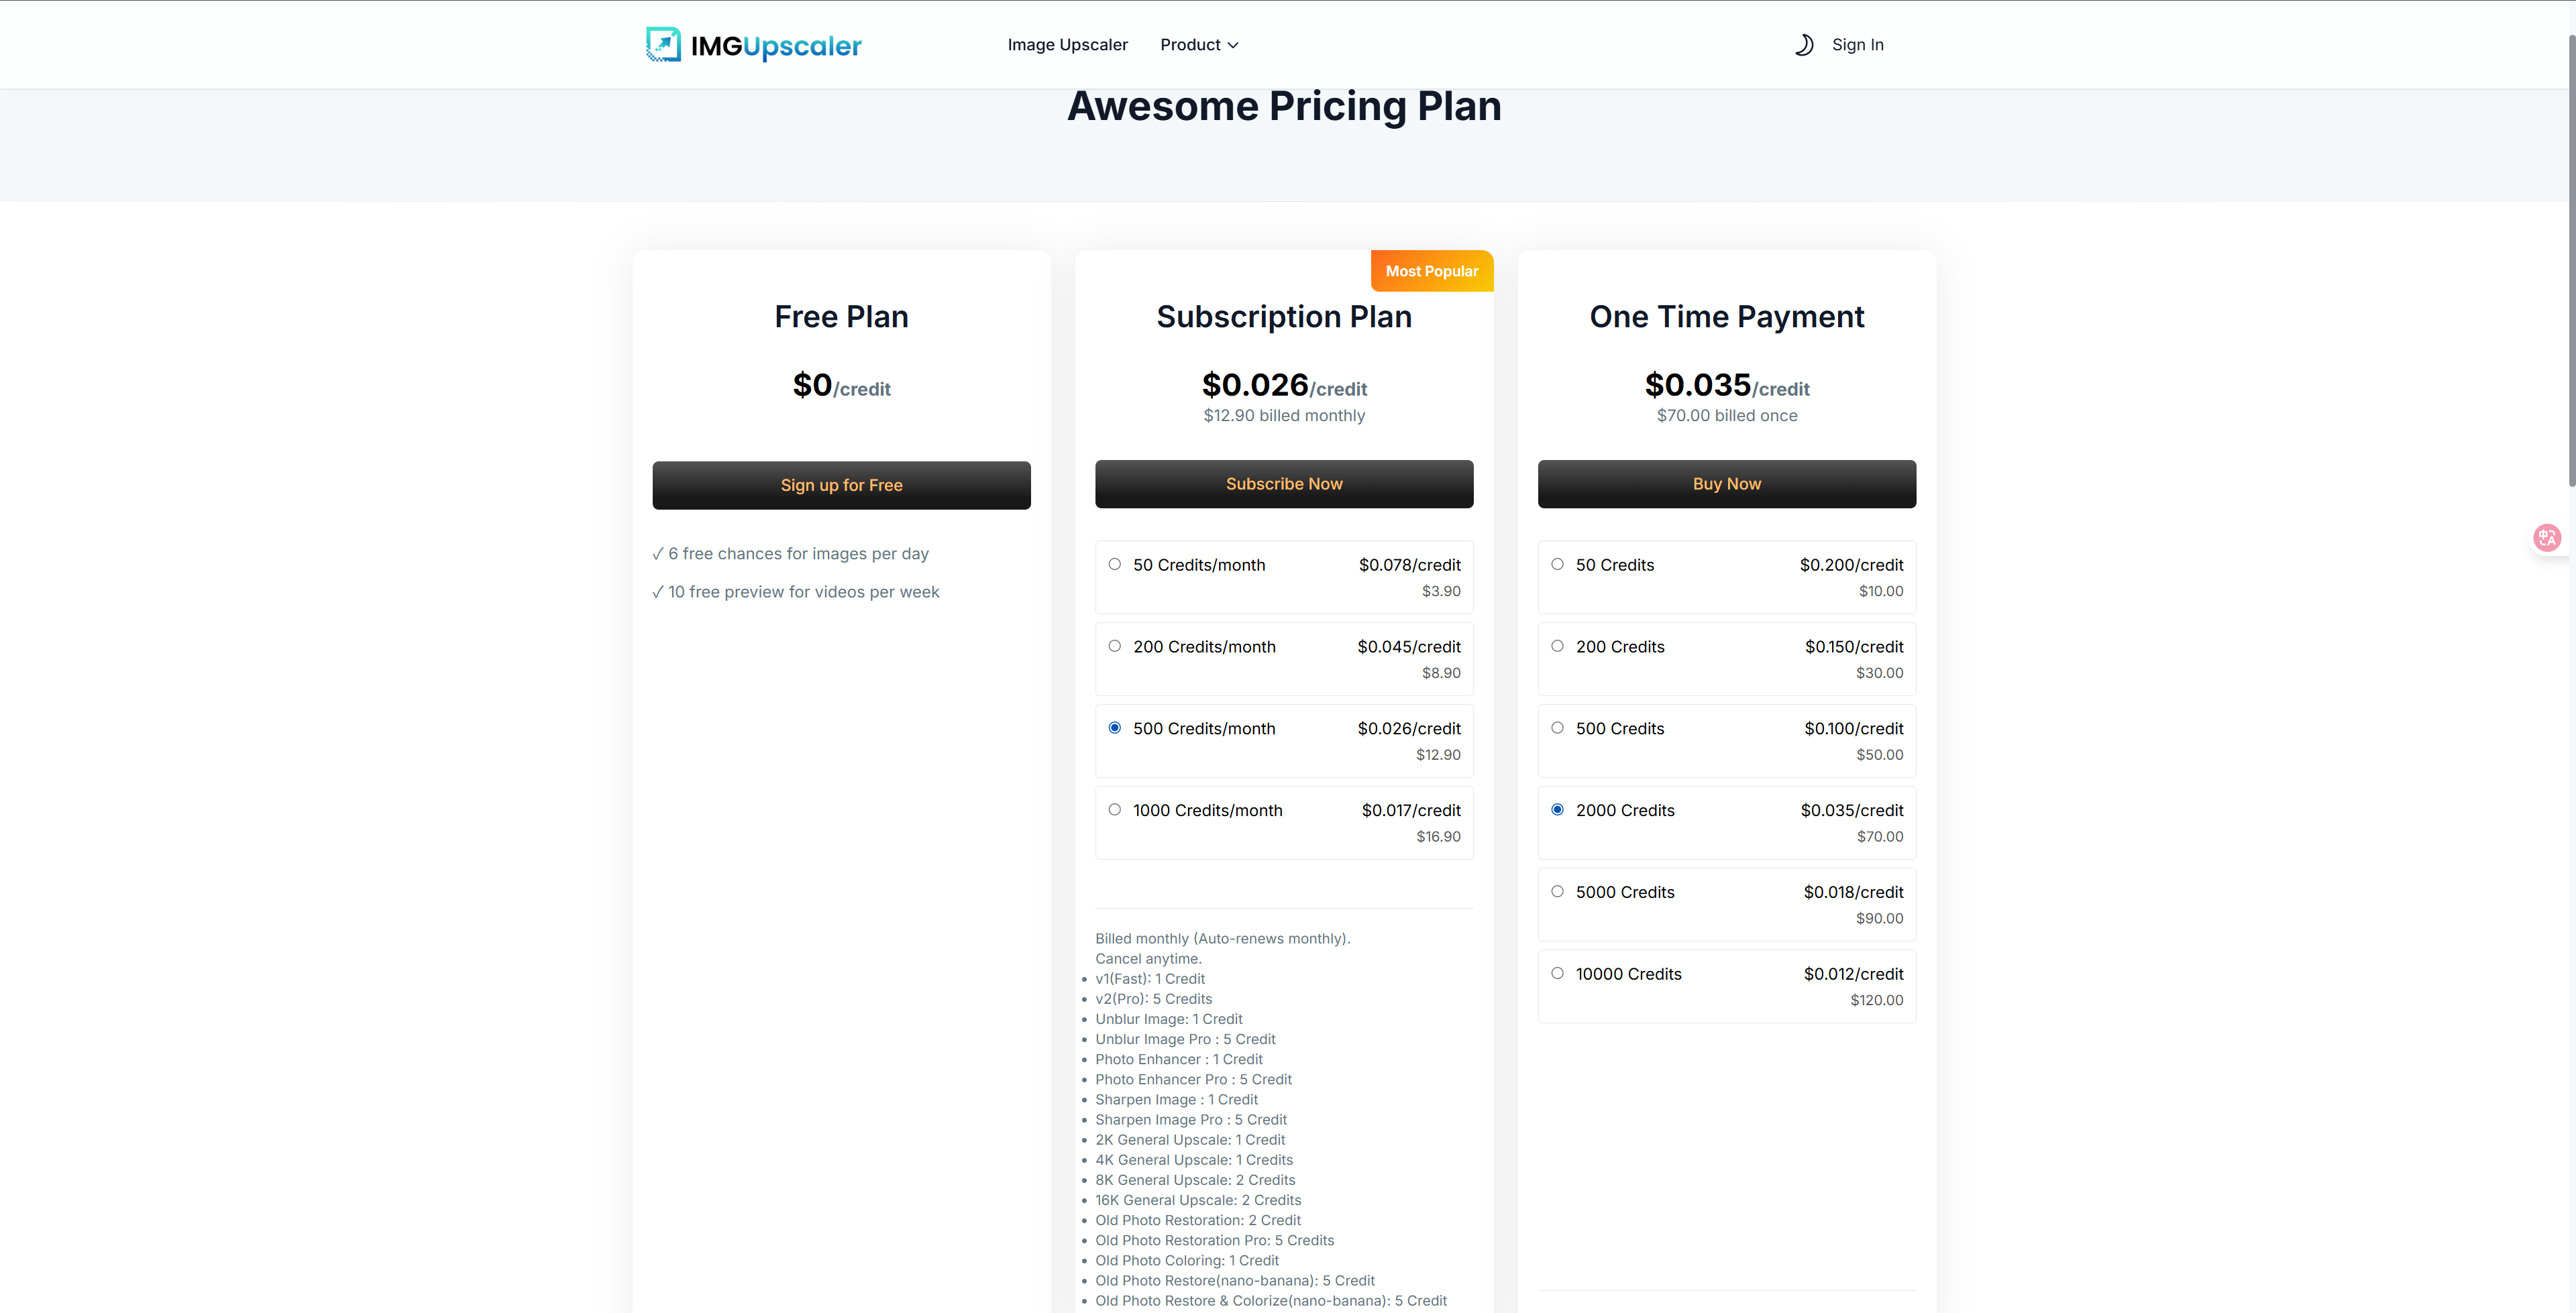 IMGUpscaler
Image Upscaler
Product
Sign In
Awesome Pricing Plan
Free Plan
$0/credit
Sign up for Free
✓ 6 free chances for images per day
✓ 10 free preview for videos per week
Most Popular
Subscription Plan
$0.026/credit
$12.90 billed monthly
Subscribe Now
50 Credits/month $0.078/credit
$3.90
200 Credits/month $0.045/credit
$8.90
500 Credits/month $0.026/credit
$12.90
1000 Credits/month $0.017/credit
$16.90
Billed monthly (Auto-renews monthly).
Cancel anytime.
• v1(Fast): 1 Credit
• v2(Pro): 5 Credits
• Unblur Image: 1 Credit
• Unblur Image Pro : 5 Credit
• Photo Enhancer : 1 Credit
• Photo Enhancer Pro : 5 Credit
• Sharpen Image : 1 Credit
• Sharpen Image Pro : 5 Credit
• 2K General Upscale: 1 Credit
• 4K General Upscale: 1 Credits
• 8K General Upscale: 2 Credits
• 16K General Upscale: 2 Credits
• Old Photo Restoration: 2 Credit
• Old Photo Restoration Pro: 5 Credits
• Old Photo Coloring: 1 Credit
• Old Photo Restore(nano-banana): 5 Credit
• Old Photo Restore & Colorize(nano-banana): 5 Credit
One Time Payment
$0.035/credit
$70.00 billed once
Buy Now
50 Credits $0.200/credit
$10.00
200 Credits $0.150/credit
$30.00
500 Credits $0.100/credit
$50.00
2000 Credits $0.035/credit
$70.00
5000 Credits $0.018/credit
$90.00
10000 Credits $0.012/credit
$120.00
中 A